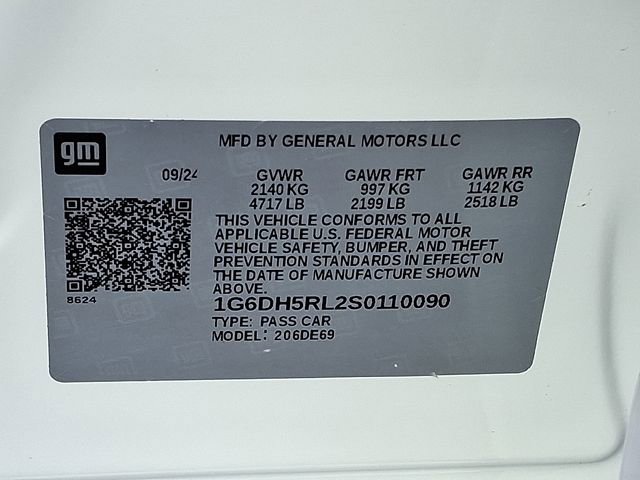 gm
MFD BY GENERAL MOTORS LLC
09/24 GVWR GAWR FRT GAWR RR
2140 KG 997 KG 1142 KG
4717 LB 2199 LB 2518 LB
THIS VEHICLE CONFORMS TO ALL
APPLICABLE U.S. FEDERAL MOTOR
VEHICLE SAFETY, BUMPER, AND THEFT
PREVENTION STANDARDS IN EFFECT ON
THE DATE OF MANUFACTURE SHOWN
ABOVE.
8624
1G6DH5RL2S0110090
TYPE: PASS CAR
MODEL: 206DE69